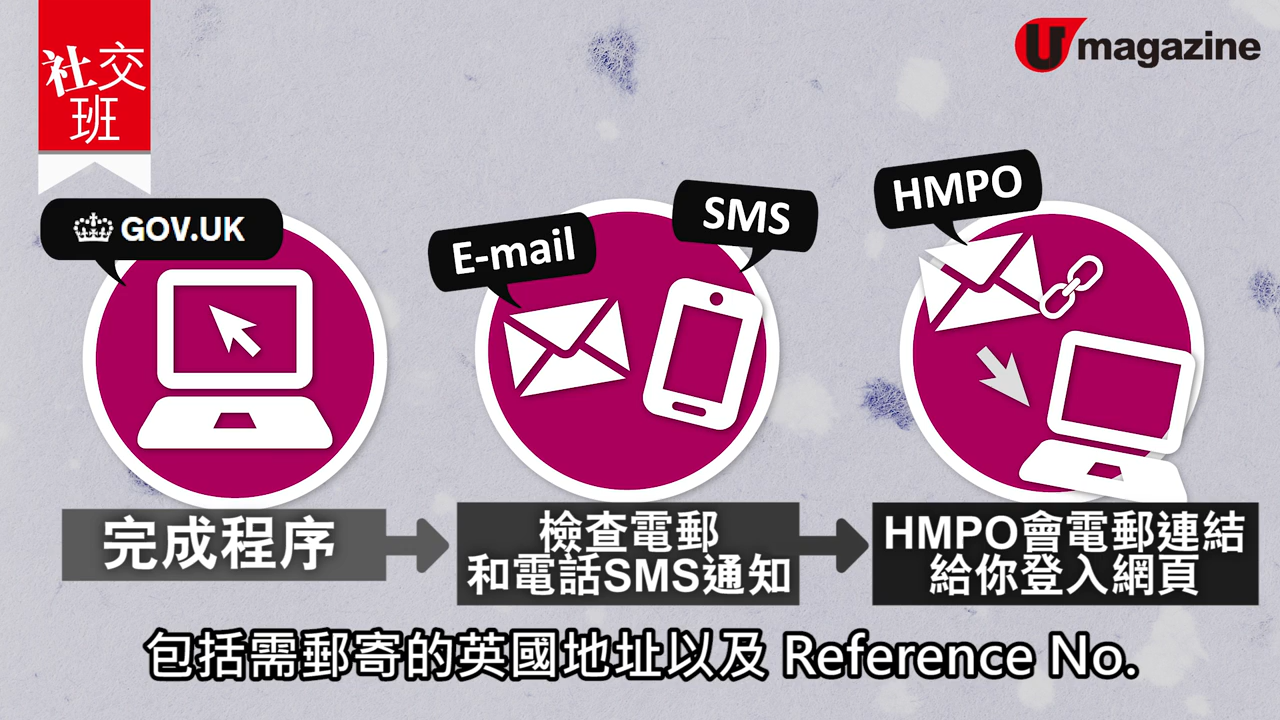 社交班
U magazine
GOV.UK
E-mail
SMS
HMPO
完成程序
檢查電郵
和電話SMS通知
HMPO會電郵連結
給你登入網頁
包括需郵寄的英國地址以及 Reference No.